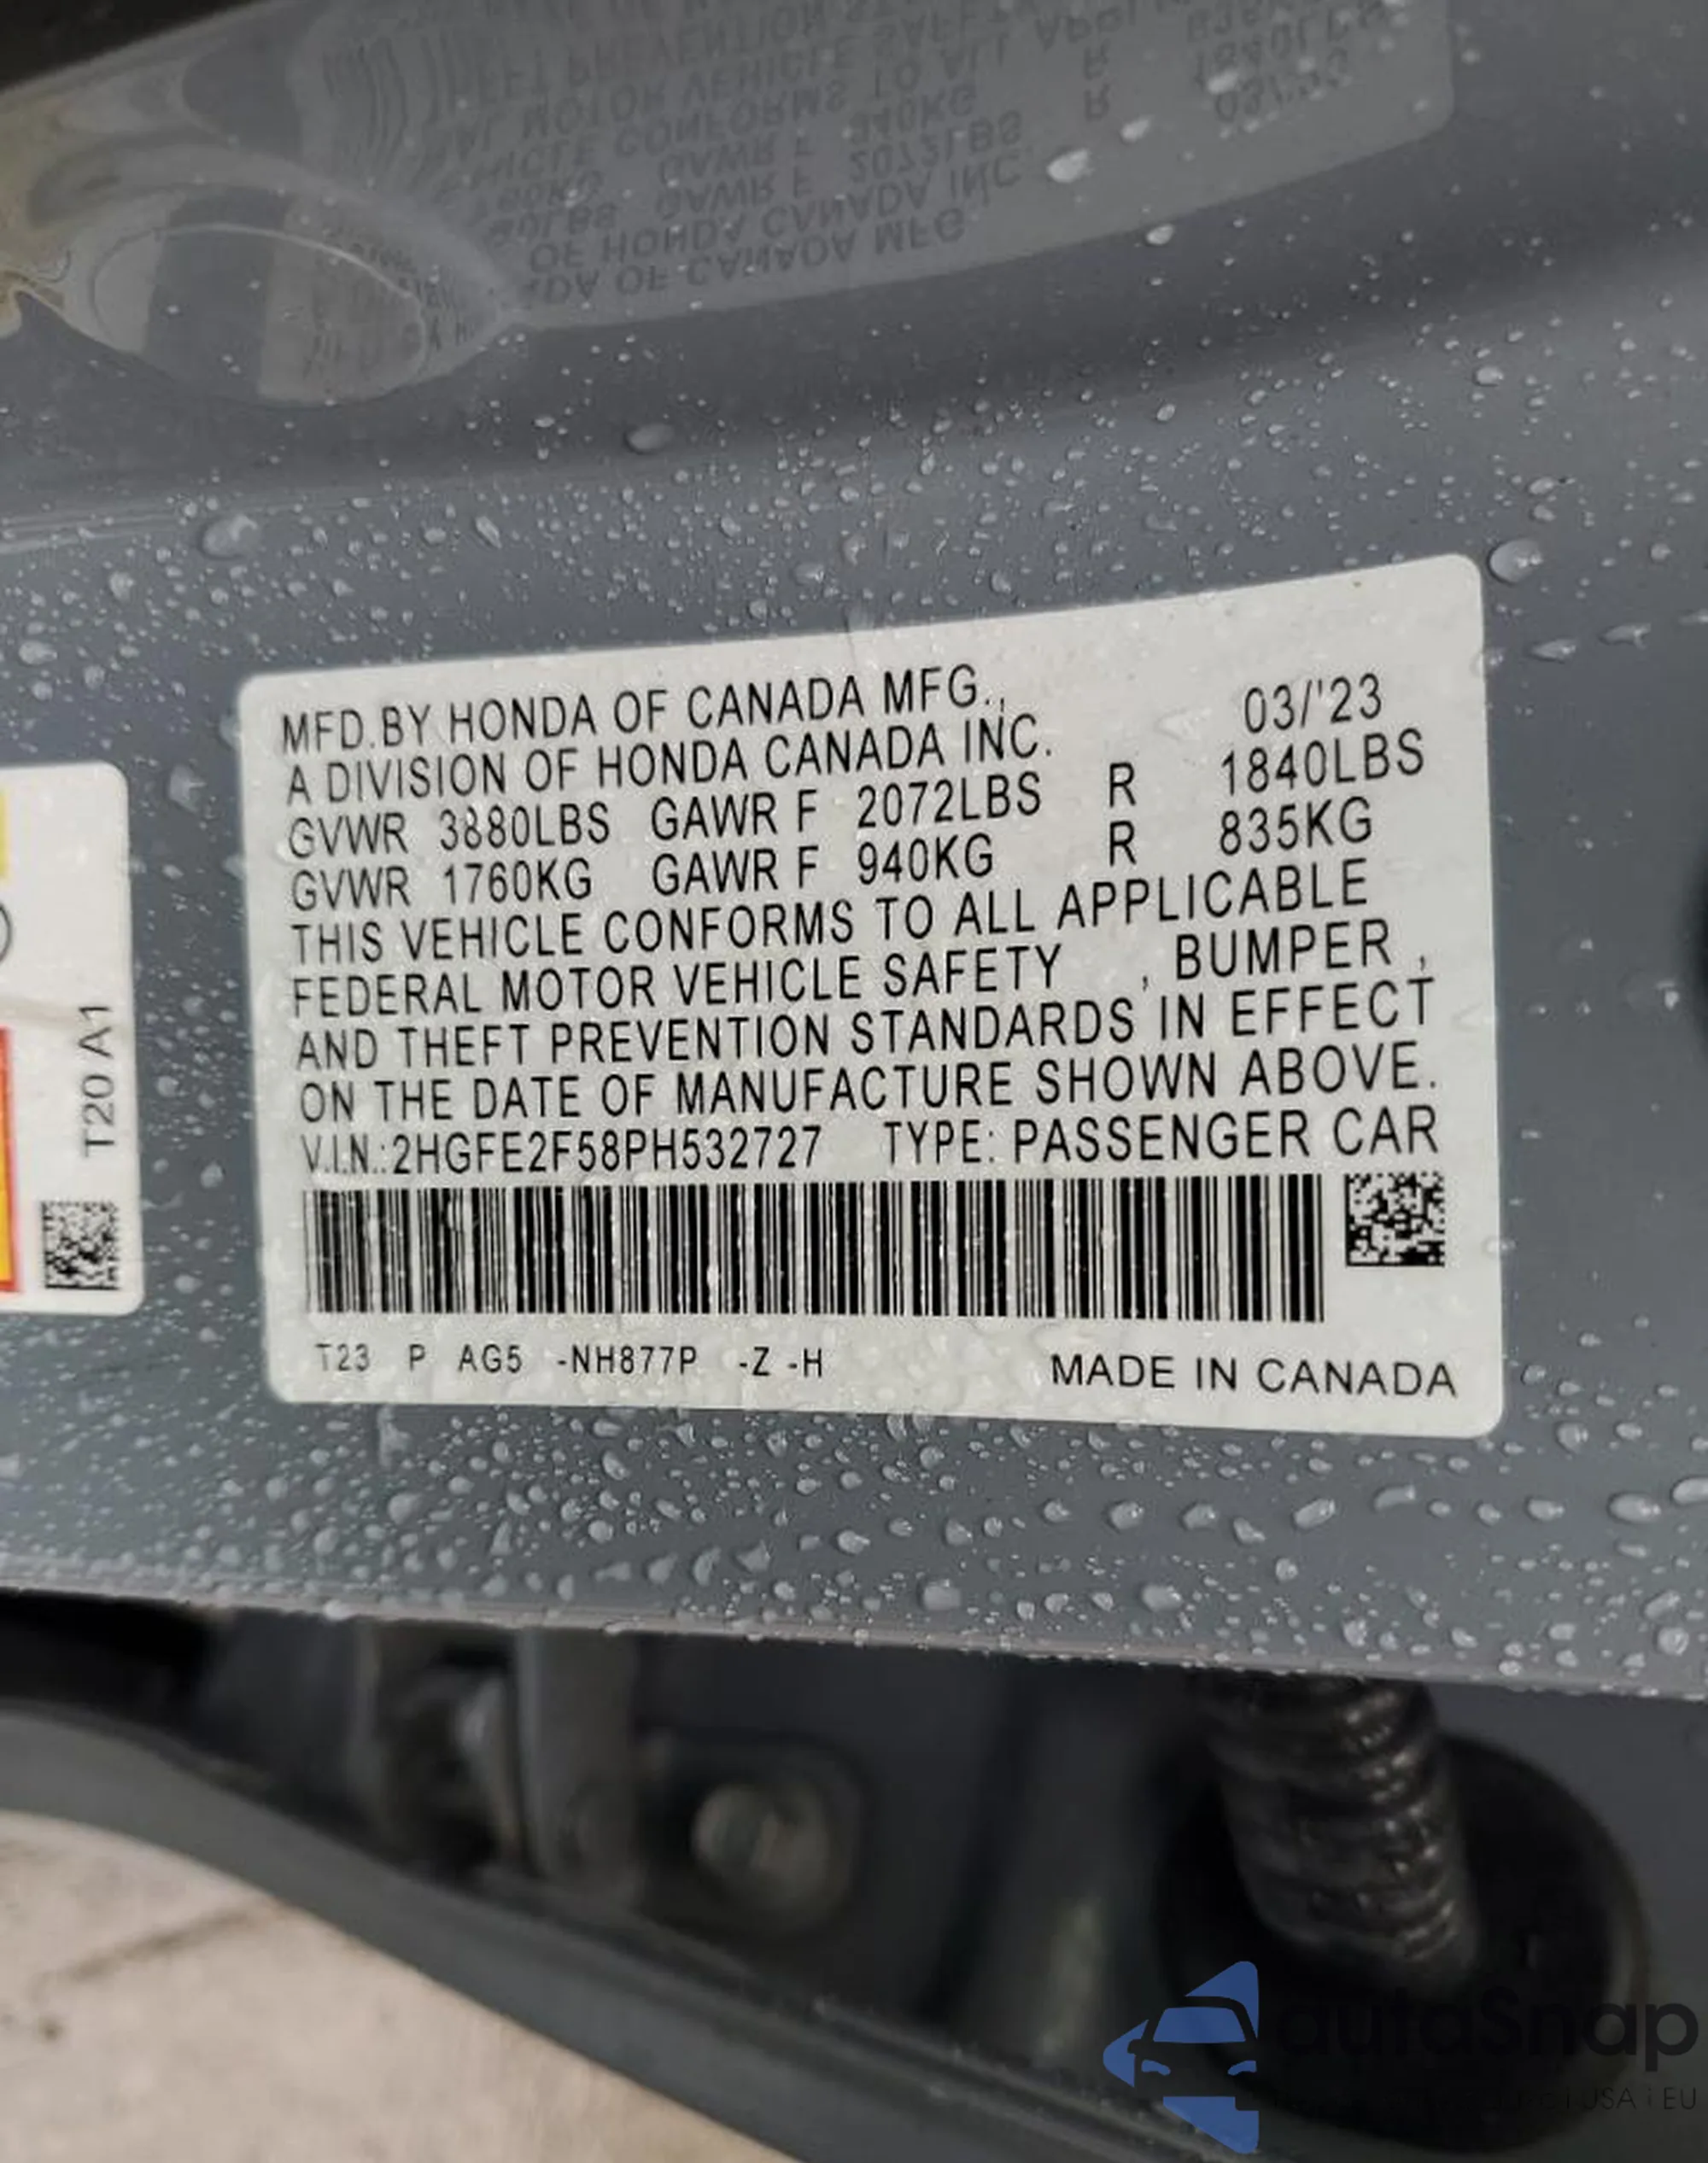 MFD.BY HONDA OF CANADA MFG.,
03/'23
A DIVISION OF HONDA CANADA INC.
GVWR 3880LBS GAWR F 2072LBS R 1840LBS
GVWR 1760KG GAWR F 940KG R 835KG
THIS VEHICLE CONFORMS TO ALL APPLICABLE
FEDERAL MOTOR VEHICLE SAFETY , BUMPER ,
AND THEFT PREVENTION STANDARDS IN EFFECT
ON THE DATE OF MANUFACTURE SHOWN ABOVE.
V.I.N.:2HGFE2F58PH532727 TYPE: PASSENGER CAR
T23 P AG5 -NH877P -Z -H
MADE IN CANADA
T20 A1
autoSnap
USA I EU